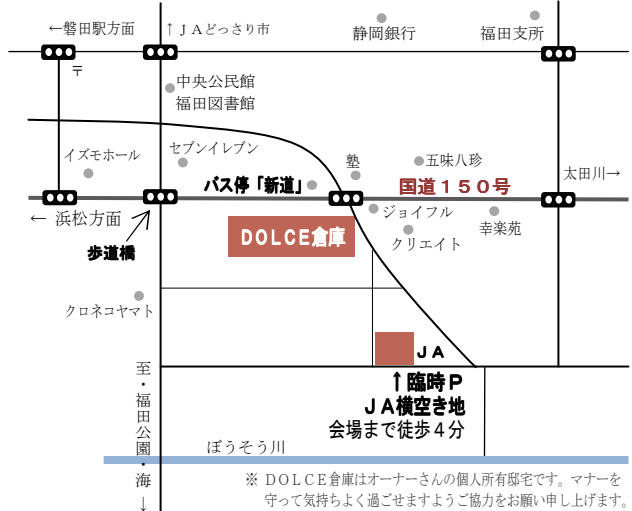 ←磐田駅方面
↑ＪＡどっさり市
静岡銀行
福田支所
〒
中央公民館
福田図書館
イズモホール
セブンイレブン
塾
五味八珍
太田川→
バス停「新道」
国道１５０号
← 浜松方面
ジョイフル
幸楽苑
クリエイト
ＤＯＬＣＥ倉庫
歩道橋
クロネコヤマト
ＪＡ
↑臨時Ｐ
ＪＡ横空き地
会場まで徒歩４分
至・福田公園・海→
ぼうそう川
※ ＤＯＬＣＥ倉庫はオーナーさんの個人所有邸宅です。マナーを
守って気持ちよく過ごせますようご協力をお願い申し上げます。